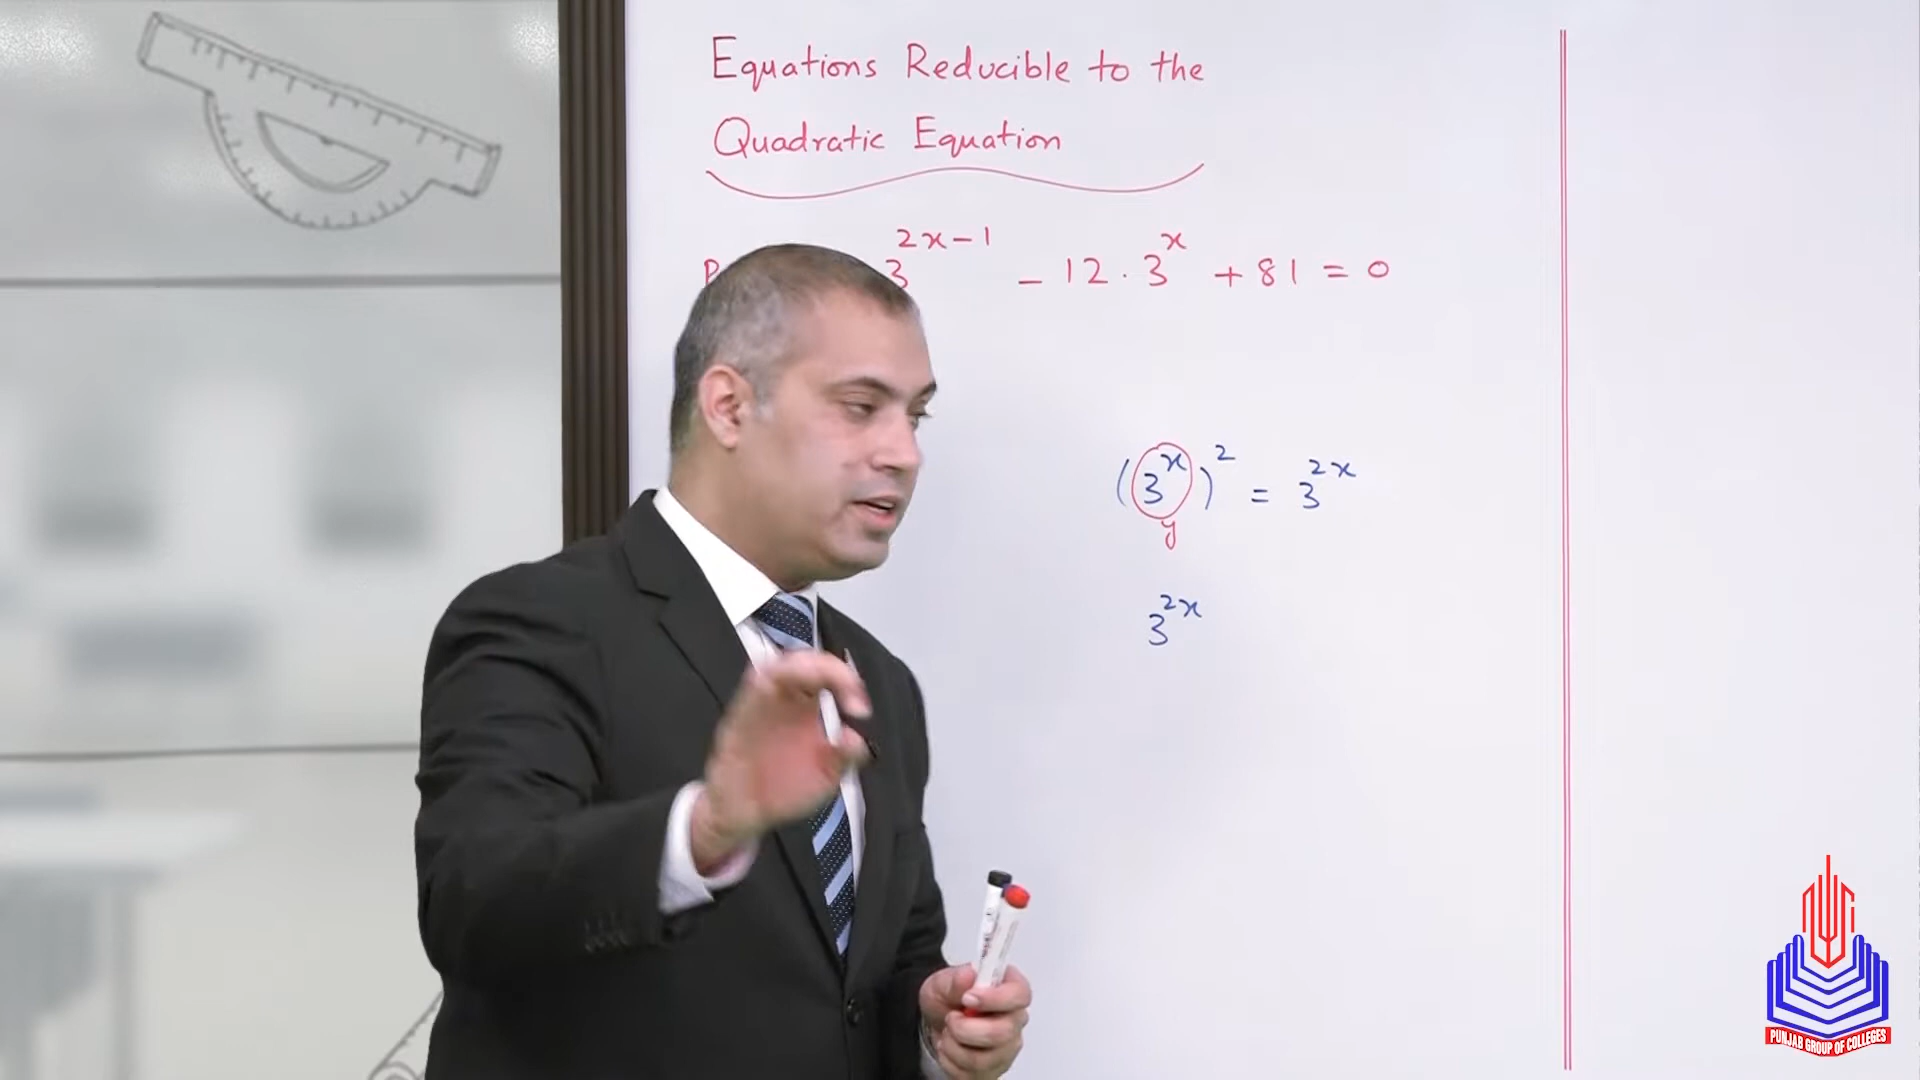 Equations Reducible to the
Quadratic Equation
3^{2x-1} - 12 . 3^x + 81 = 0
(3^x)^2 = 3^{2x}
y
3^{2x}
PUNJAB GROUP OF COLLEGES